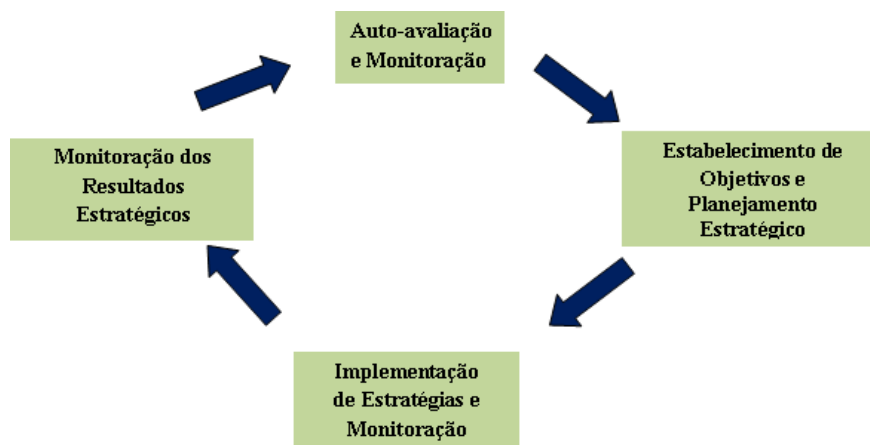 Auto-avaliação
e Monitoração
Estabelecimento de
Objetivos e
Planejamento
Estratégico
Implementação
de Estratégias e
Monitoração
Monitoração dos
Resultados
Estratégicos